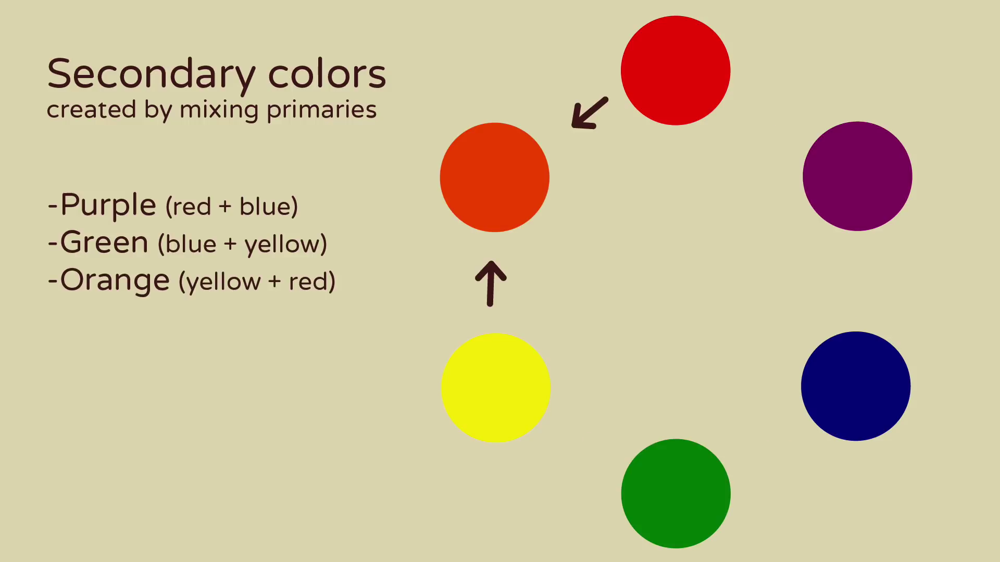 Secondary colors
created by mixing primaries
-Purple (red + blue)
-Green (blue + yellow)
-Orange (yellow + red)